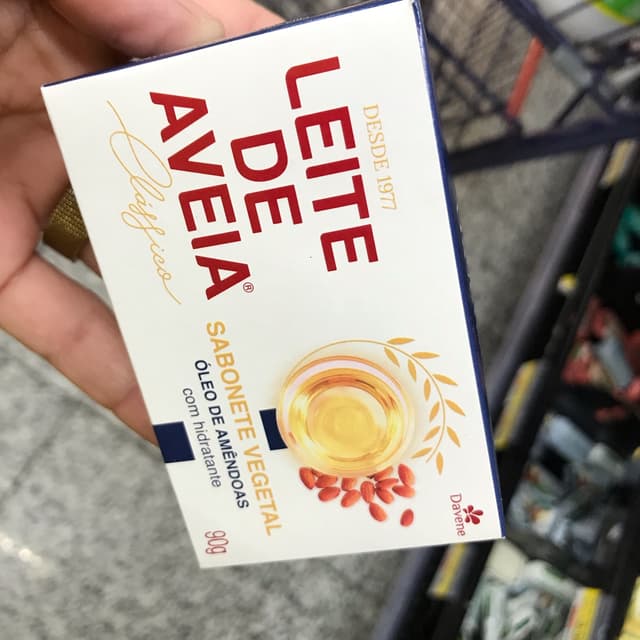 DESDE 1977
LEITE
DE
AVEIA®
Clássico
SABONETE VEGETAL
ÓLEO DE AMÊNDOAS
com hidratante
Davene
90g